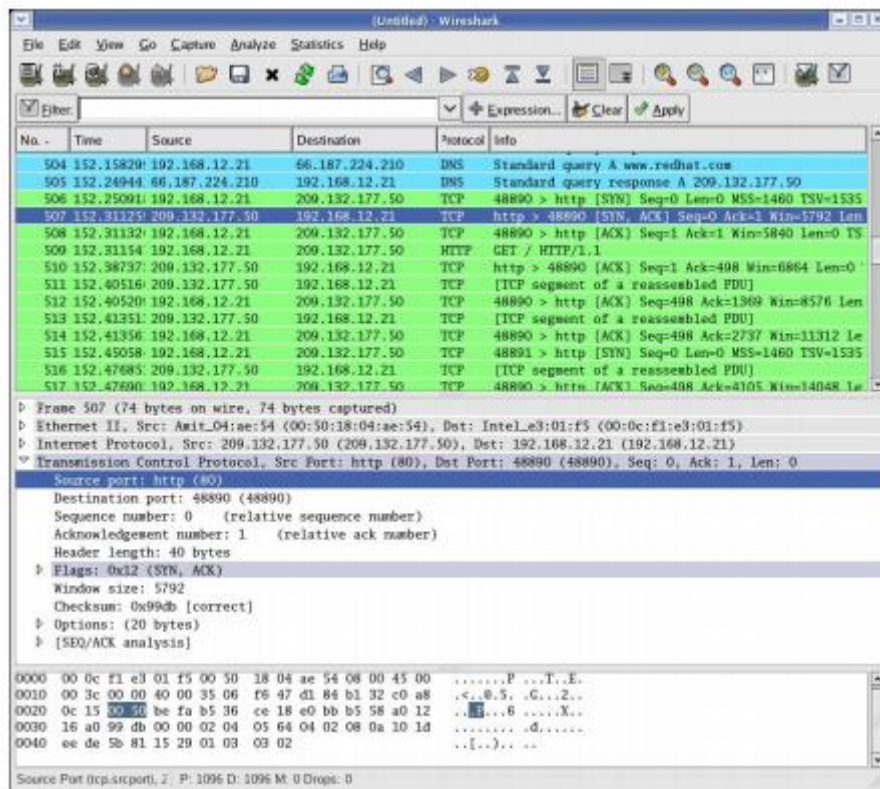 (Untitled) - Wireshark
File Edit View Go Capture Analyze Statistics Help
Filter: Expression... Clear Apply
No. - Time Source Destination Protocol Info
504 152.15829 192.168.12.21 66.187.224.210 DNS Standard query A www.redhat.com
505 152.24944 66.187.224.210 192.168.12.21 DNS Standard query response A 209.132.177.50
506 152.25091 192.168.12.21 209.132.177.50 TCP 48890 > http [SYN] Seq=0 Len=0 MSS=1460 TSV=1535
507 152.31125 209.132.177.50 192.168.12.21 TCP http > 48890 [SYN, ACK] Seq=0 Ack=1 Win=5792 Len
508 152.31132 192.168.12.21 209.132.177.50 TCP 48890 > http [ACK] Seq=1 Ack=1 Win=5840 Len=0 TS
509 152.31154 192.168.12.21 209.132.177.50 HTTP GET / HTTP/1.1
510 152.38737 209.132.177.50 192.168.12.21 TCP http > 48890 [ACK] Seq=1 Ack=498 Win=6864 Len=0
511 152.40516 209.132.177.50 192.168.12.21 TCP [TCP segment of a reassembled PDU]
512 152.40520 192.168.12.21 209.132.177.50 TCP 48890 > http [ACK] Seq=498 Ack=1369 Win=8576 Len
513 152.41351 209.132.177.50 192.168.12.21 TCP [TCP segment of a reassembled PDU]
514 152.41356 192.168.12.21 209.132.177.50 TCP 48890 > http [ACK] Seq=498 Ack=2737 Win=11312 Le
515 152.45058 192.168.12.21 209.132.177.50 TCP 48891 > http [SYN] Seq=0 Len=0 MSS=1460 TSV=1535
516 152.47685 209.132.177.50 192.168.12.21 TCP [TCP segment of a reassembled PDU]
517 152.47690 192.168.12.21 209.132.177.50 TCP 48890 > http [ACK] Seq=498 Ack=4105 Win=14048 Le
Frame 507 (74 bytes on wire, 74 bytes captured)
Ethernet II, Src: Amit_04:ae:54 (00:50:18:04:ae:54), Dst: Intel_e3:01:f5 (00:0c:f1:e3:01:f5)
Internet Protocol, Src: 209.132.177.50 (209.132.177.50), Dst: 192.168.12.21 (192.168.12.21)
Transmission Control Protocol, Src Port: http (80), Dst Port: 48890 (48890), Seq: 0, Ack: 1, Len: 0
Source port: http (80)
Destination port: 48890 (48890)
Sequence number: 0 (relative sequence number)
Acknowledgement number: 1 (relative ack number)
Header length: 40 bytes
Flags: 0x12 (SYN, ACK)
Window size: 5792
Checksum: 0x99db [correct]
Options: (20 bytes)
[SEQ/ACK analysis]
0000 00 0c f1 e3 01 f5 00 50 18 04 ae 54 08 00 45 00 .......P ...T..E.
0010 00 3c 00 00 40 00 35 06 f6 47 d1 84 b1 32 c0 a8 .<..@.5. .G...2..
0020 0c 15 00 50 be fa b5 36 ce 18 e0 bb b5 58 a0 12 ...P...6 .....X..
0030 16 a0 99 db 00 00 02 04 05 64 04 02 08 0a 10 1d ........ .d......
0040 ee de 5b 81 15 29 01 03 03 02 ..[..).. ..
Source Port (tcp.srcport), 2 P: 1096 D: 1096 M: 0 Drops: 0